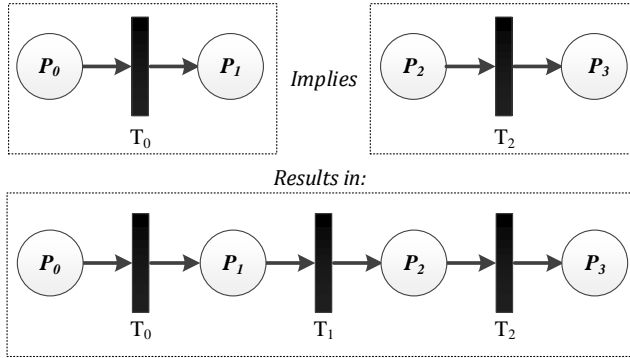 P0 P1 Implies P2 P3
T0 T2
Results in:
P0 P1 P2 P3
T0 T1 T2